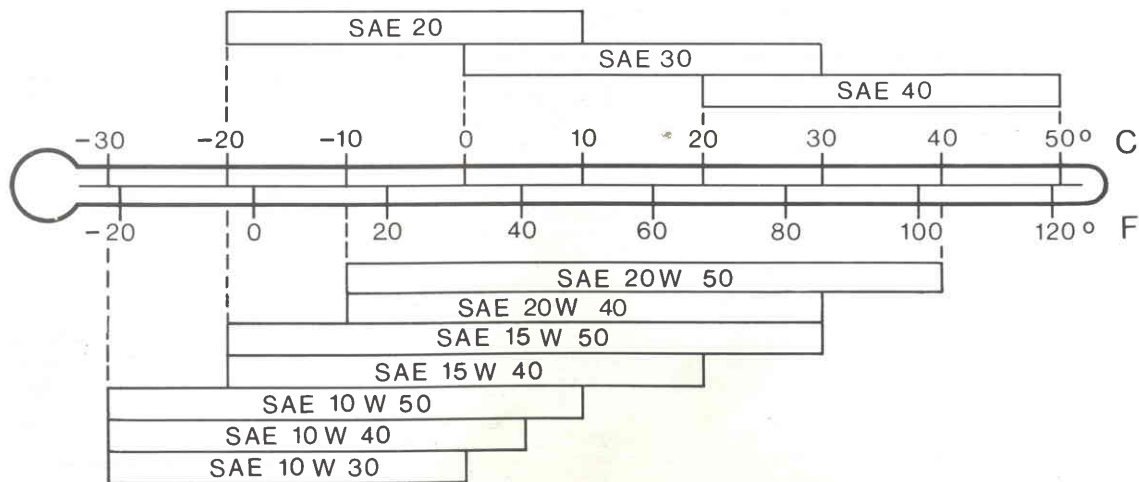 SAE 20
SAE 30
SAE 40
-30 -20 -10 0 10 20 30 40 50° C
-20 0 20 40 60 80 100 120° F
SAE 20W 50
SAE 20W 40
SAE 15 W 50
SAE 15 W 40
SAE 10 W 50
SAE 10 W 40
SAE 10 W 30